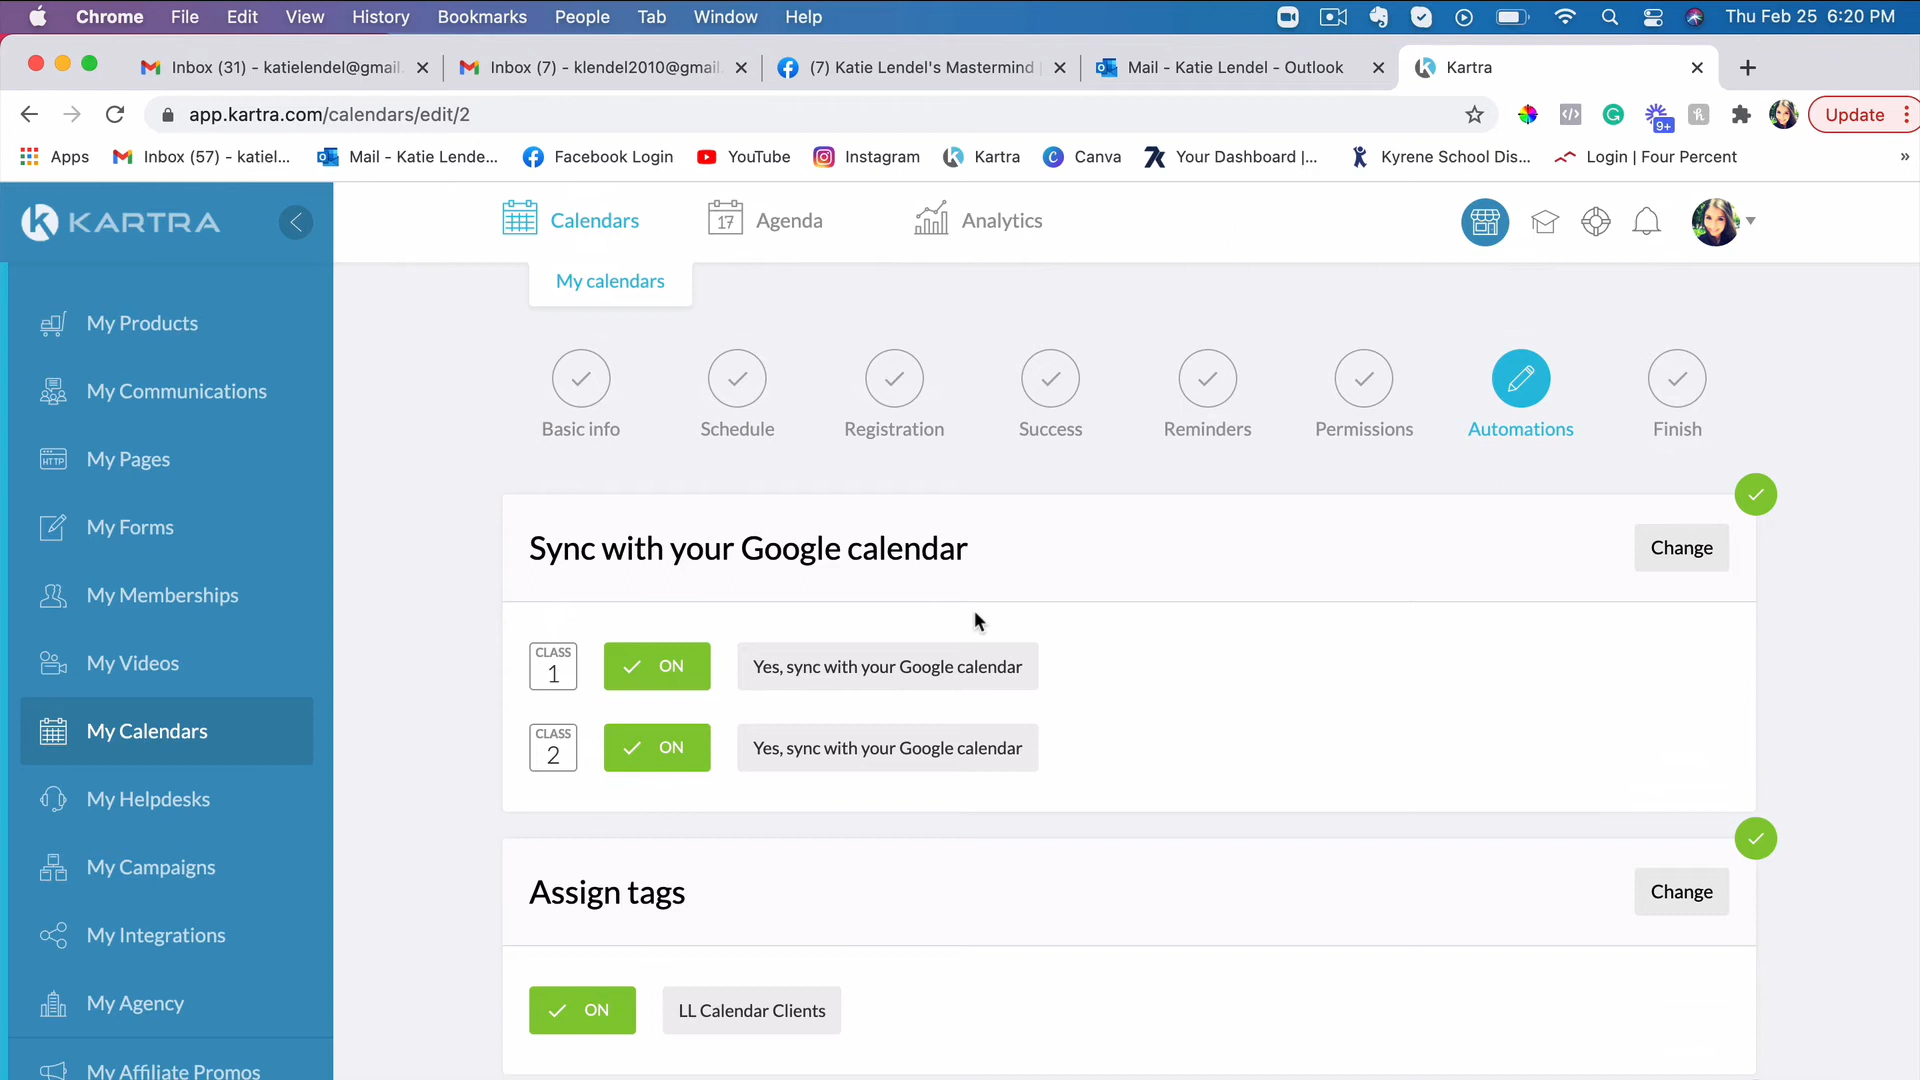 Chrome File Edit View History Bookmarks People Tab Window Help Thu Feb 25 6:20 PM
Inbox (31) - katielendel@gmail. Inbox (7) - klendel2010@gmail. (7) Katie Lendel's Mastermind | Mail - Katie Lendel - Outlook Kartra
app.kartra.com/calendars/edit/2 9+ Update
Apps Inbox (57) - katiel... Mail - Katie Lende... Facebook Login YouTube Instagram Kartra Canva Your Dashboard |... Kyrene School Dis... Login | Four Percent »
KARTRA
Calendars 17 Agenda Analytics
My calendars
My Products
My Communications
HTTP My Pages
My Forms
My Memberships
My Videos
My Calendars
My Helpdesks
My Campaigns
My Integrations
My Agency
My Affiliate Promos
Basic info Schedule Registration Success Reminders Permissions Automations Finish
Sync with your Google calendar Change
CLASS
1 ON Yes, sync with your Google calendar
CLASS
2 ON Yes, sync with your Google calendar
Assign tags Change
ON LL Calendar Clients